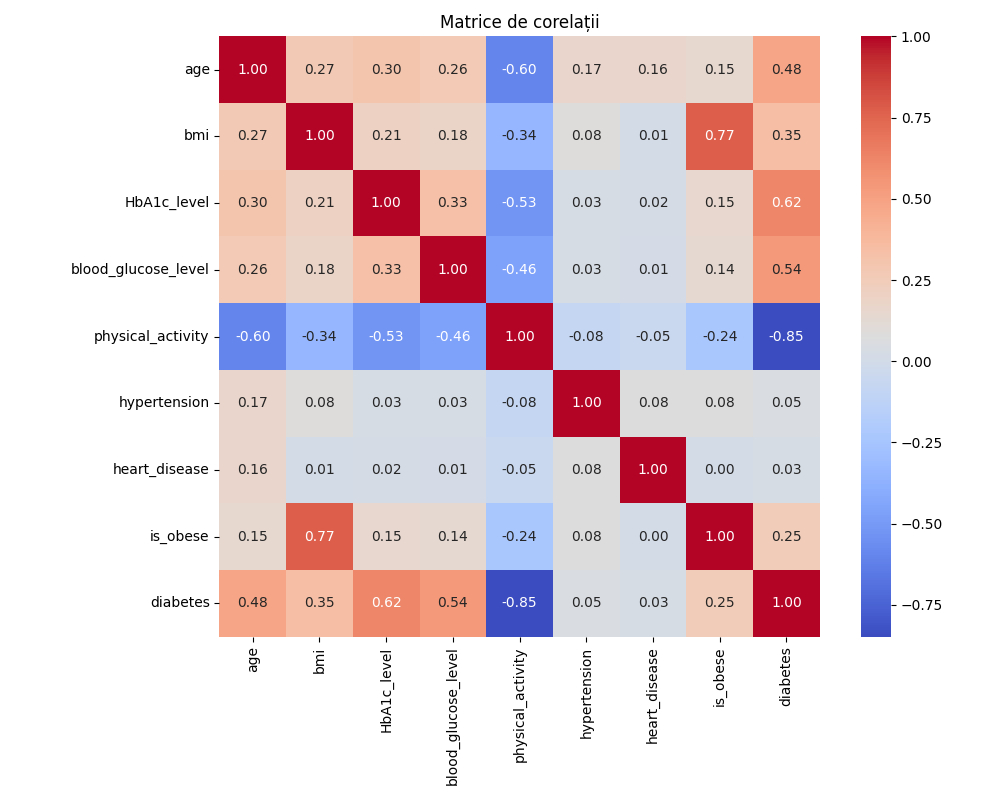 Matrice de corelații
age 1.00 0.27 0.30 0.26 -0.60 0.17 0.16 0.15 0.48
bmi 0.27 1.00 0.21 0.18 -0.34 0.08 0.01 0.77 0.35
HbA1c_level 0.30 0.21 1.00 0.33 -0.53 0.03 0.02 0.15 0.62
blood_glucose_level 0.26 0.18 0.33 1.00 -0.46 0.03 0.01 0.14 0.54
physical_activity -0.60 -0.34 -0.53 -0.46 1.00 -0.08 -0.05 -0.24 -0.85
hypertension 0.17 0.08 0.03 0.03 -0.08 1.00 0.08 0.08 0.05
heart_disease 0.16 0.01 0.02 0.01 -0.05 0.08 1.00 0.00 0.03
is_obese 0.15 0.77 0.15 0.14 -0.24 0.08 0.00 1.00 0.25
diabetes 0.48 0.35 0.62 0.54 -0.85 0.05 0.03 0.25 1.00
age
bmi
HbA1c_level
blood_glucose_level
physical_activity
hypertension
heart_disease
is_obese
diabetes
1.00
0.75
0.50
0.25
0.00
−0.25
−0.50
−0.75